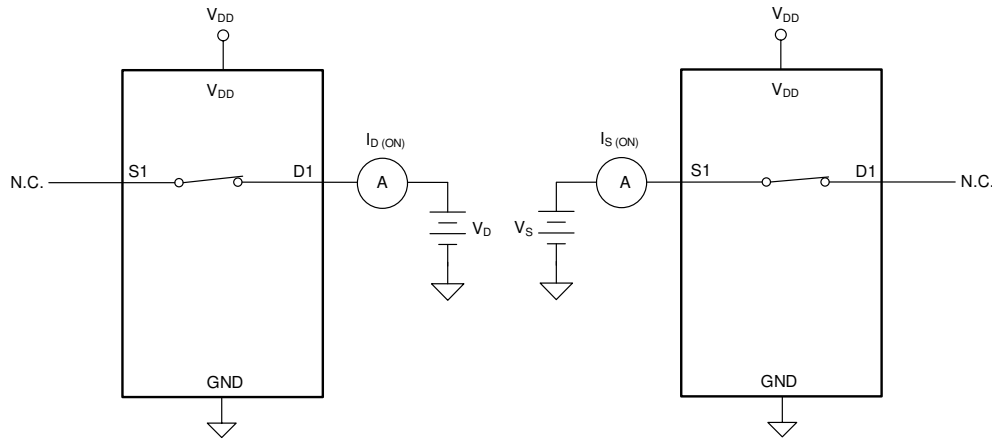 VDD
VDD
N.C.
S1
D1
ID (ON)
A
VD
GND
VDD
VDD
IS (ON)
A
VS
S1
D1
N.C.
GND